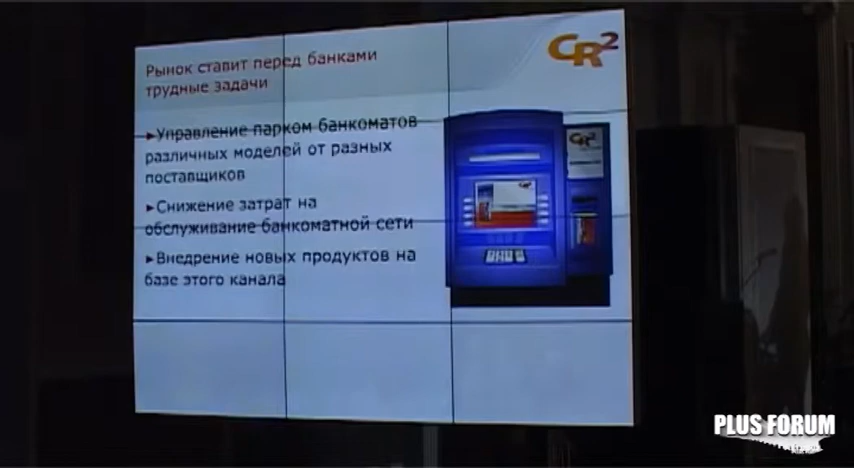 Рынок ставит перед банками
трудные задачи
CR2
►Управление парком банкоматов
различных моделей от разных
поставщиков
►Снижение затрат на
обслуживание банкоматной сети
►Внедрение новых продуктов на
базе этого канала
CR2
PLUS FORUM